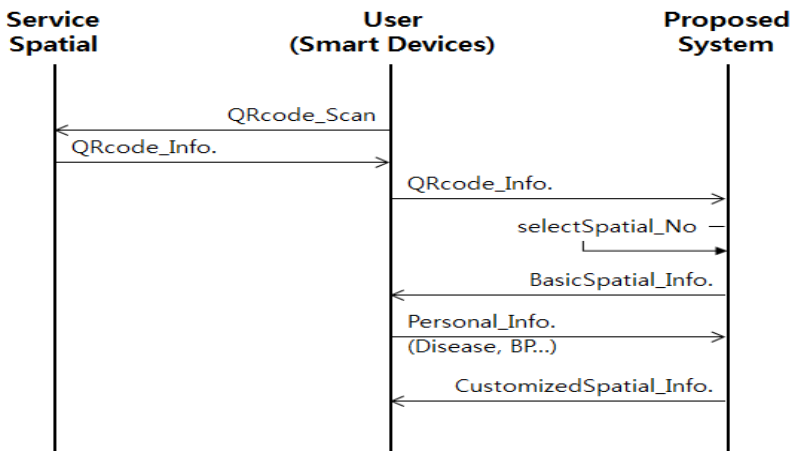 Service
Spatial
User
(Smart Devices)
Proposed
System
QRcode_Scan
QRcode_Info.
QRcode_Info.
selectSpatial_No
BasicSpatial_Info.
Personal_Info.
(Disease, BP...)
CustomizedSpatial_Info.